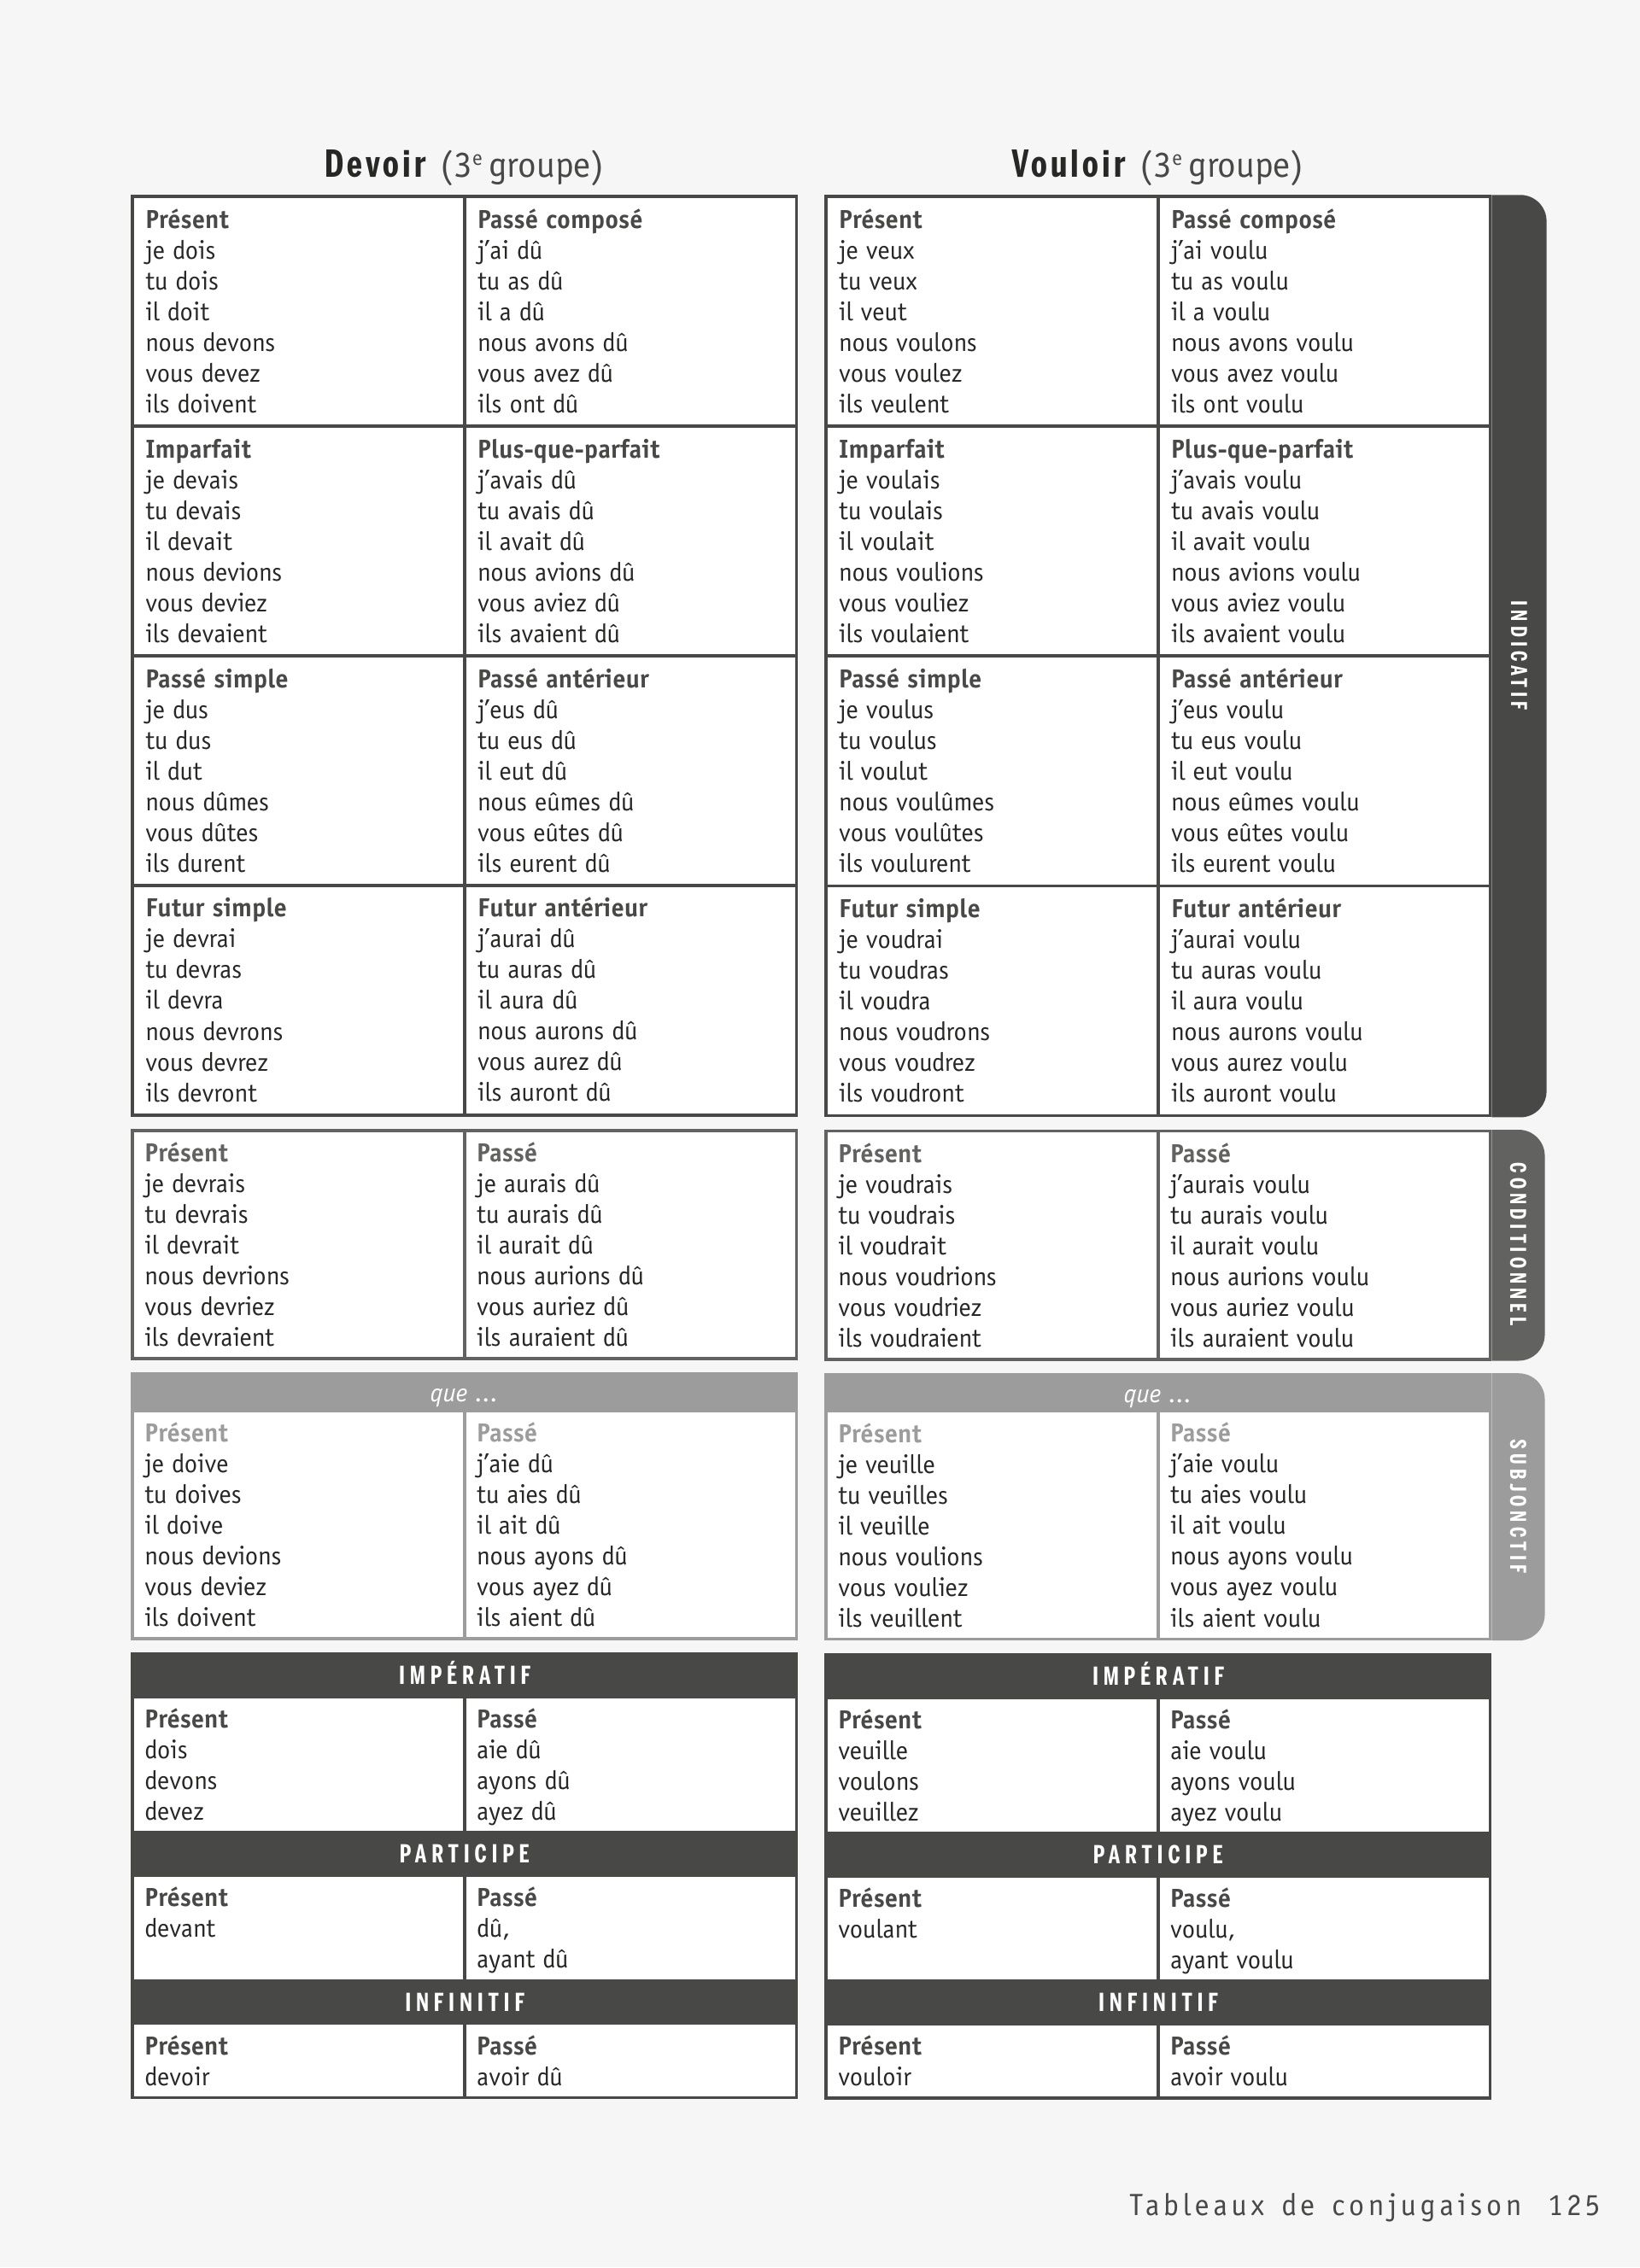 Devoir (3e groupe)
Présent
je dois
tu dois
il doit
nous devons
vous devez
ils doivent
Passé composé
j’ai dû
tu as dû
il a dû
nous avons dû
vous avez dû
ils ont dû
Imparfait
je devais
tu devais
il devait
nous devions
vous deviez
ils devaient
Plus-que-parfait
j’avais dû
tu avais dû
il avait dû
nous avions dû
vous aviez dû
ils avaient dû
Passé simple
je dus
tu dus
il dut
nous dûmes
vous dûtes
ils durent
Passé antérieur
j’eus dû
tu eus dû
il eut dû
nous eûmes dû
vous eûtes dû
ils eurent dû
Futur simple
je devrai
tu devras
il devra
nous devrons
vous devrez
ils devront
Futur antérieur
j’aurai dû
tu auras dû
il aura dû
nous aurons dû
vous aurez dû
ils auront dû
Présent
je devrais
tu devrais
il devrait
nous devrions
vous devriez
ils devraient
Passé
je aurais dû
tu aurais dû
il aurait dû
nous aurions dû
vous auriez dû
ils auraient dû
que ...
Présent
je doive
tu doives
il doive
nous devions
vous deviez
ils doivent
Passé
j’aie dû
tu aies dû
il ait dû
nous ayons dû
vous ayez dû
ils aient dû
IMPÉRATIF
Présent
dois
devons
devez
Passé
aie dû
ayons dû
ayez dû
PARTICIPE
Présent
devant
Passé
dû,
ayant dû
INFINITIF
Présent
devoir
Passé
avoir dû
Vouloir (3e groupe)
Présent
je veux
tu veux
il veut
nous voulons
vous voulez
ils veulent
Passé composé
j’ai voulu
tu as voulu
il a voulu
nous avons voulu
vous avez voulu
ils ont voulu
Imparfait
je voulais
tu voulais
il voulait
nous voulions
vous vouliez
ils voulaient
Plus-que-parfait
j’avais voulu
tu avais voulu
il avait voulu
nous avions voulu
vous aviez voulu
ils avaient voulu
Passé simple
je voulus
tu voulus
il voulut
nous voulûmes
vous voulûtes
ils voulurent
Passé antérieur
j’eus voulu
tu eus voulu
il eut voulu
nous eûmes voulu
vous eûtes voulu
ils eurent voulu
Futur simple
je voudrai
tu voudras
il voudra
nous voudrons
vous voudrez
ils voudront
Futur antérieur
j’aurai voulu
tu auras voulu
il aura voulu
nous aurons voulu
vous aurez voulu
ils auront voulu
INDICATIF
Présent
je voudrais
tu voudrais
il voudrait
nous voudrions
vous voudriez
ils voudraient
Passé
j’aurais voulu
tu aurais voulu
il aurait voulu
nous aurions voulu
vous auriez voulu
ils auraient voulu
CONDITIONNEL
que ...
Présent
je veuille
tu veuilles
il veuille
nous voulions
vous vouliez
ils veuillent
Passé
j’aie voulu
tu aies voulu
il ait voulu
nous ayons voulu
vous ayez voulu
ils aient voulu
SUBJONCTIF
IMPÉRATIF
Présent
veuille
voulons
veuillez
Passé
aie voulu
ayons voulu
ayez voulu
PARTICIPE
Présent
voulant
Passé
voulu,
ayant voulu
INFINITIF
Présent
vouloir
Passé
avoir voulu
Tableaux de conjugaison 125